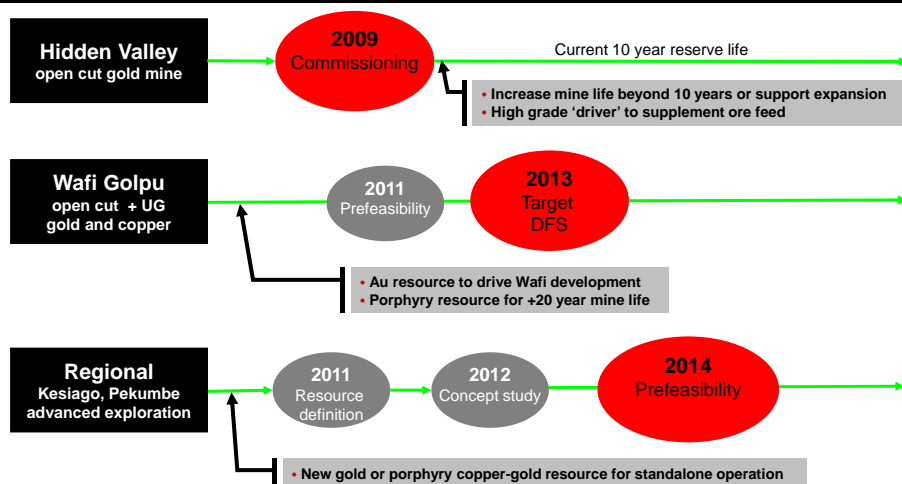 Hidden Valley
open cut gold mine
2009
Commissioning
Current 10 year reserve life
• Increase mine life beyond 10 years or support expansion
• High grade ‘driver’ to supplement ore feed
Wafi Golpu
open cut + UG
gold and copper
2011
Prefeasibility
2013
Target
DFS
• Au resource to drive Wafi development
• Porphyry resource for +20 year mine life
Regional
Kesiago, Pekumbe
advanced exploration
2011
Resource
definition
2012
Concept study
2014
Prefeasibility
• New gold or porphyry copper-gold resource for standalone operation